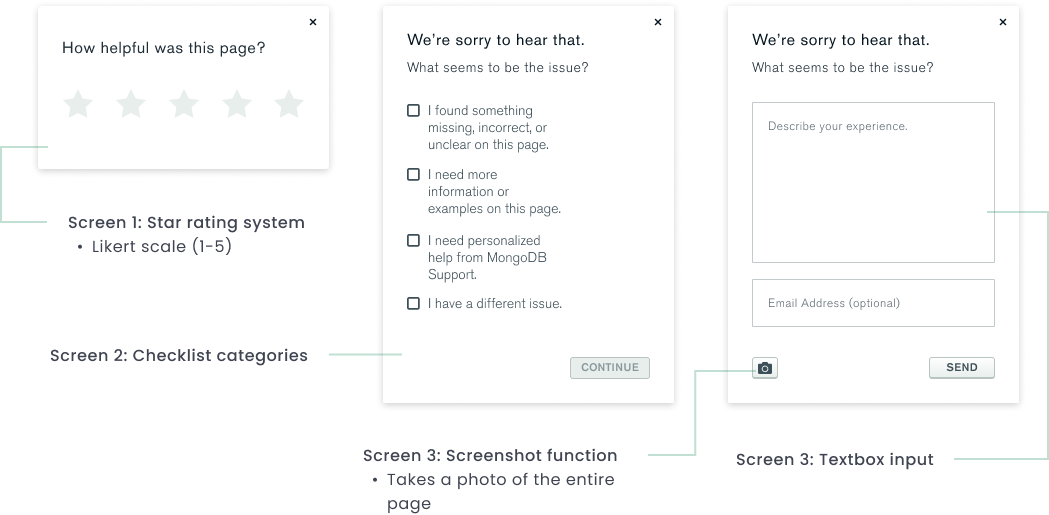 ×
How helpful was this page?
Screen 1: Star rating system
• Likert scale (1-5)
×
We're sorry to hear that.
What seems to be the issue?
I found something
missing, incorrect, or
unclear on this page.
I need more
information or
examples on this page.
I need personalized
help from MongoDB
Support.
I have a different issue.
CONTINUE
Screen 2: Checklist categories
×
We're sorry to hear that.
What seems to be the issue?
Describe your experience.
Email Address (optional)
SEND
Screen 3: Screenshot function
• Takes a photo of the entire
page
Screen 3: Textbox input